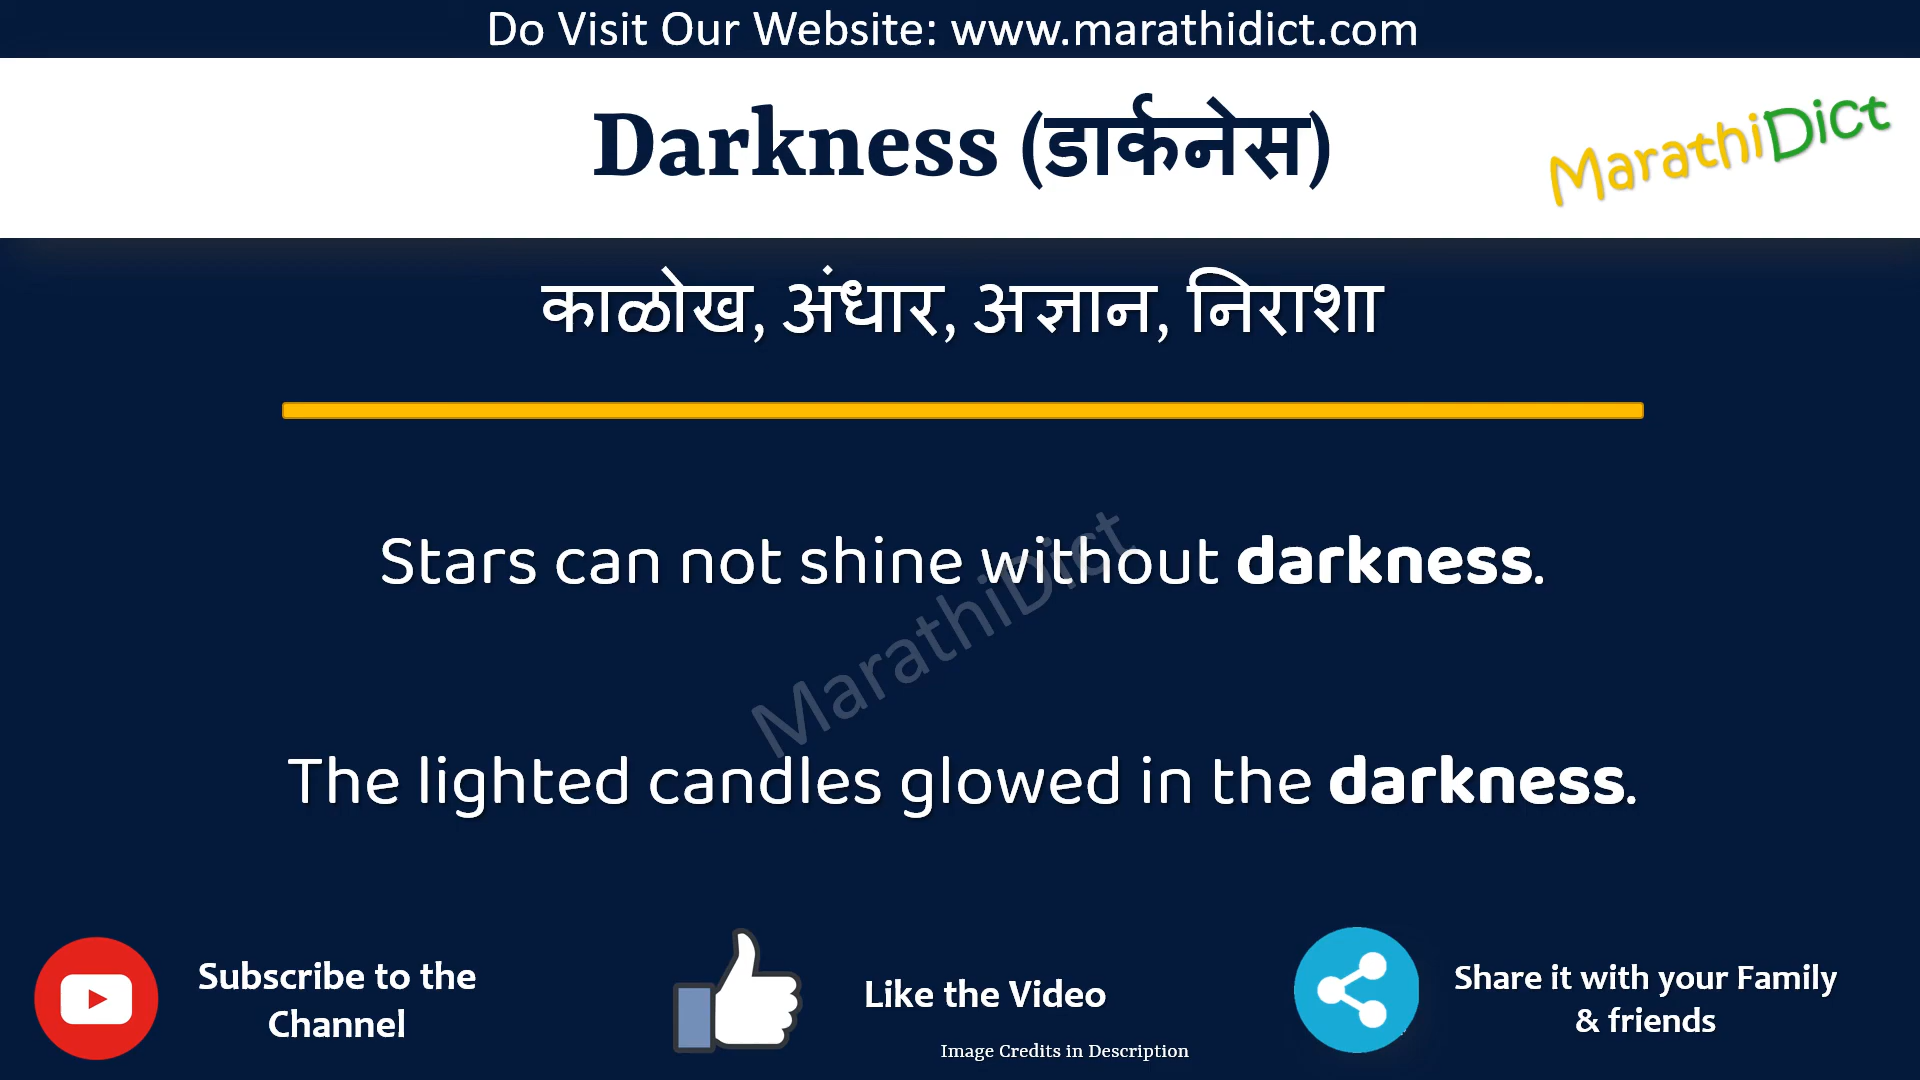 Do Visit Our Website: www.marathidict.com
Darkness (डार्कनेस)
MarathiDict
काळोख, अंधार, अज्ञान, निराशा
Stars can not shine without darkness.
MarathiDict
The lighted candles glowed in the darkness.
Subscribe to the
Channel
Like the Video
Share it with your Family
& friends
Image Credits in Description